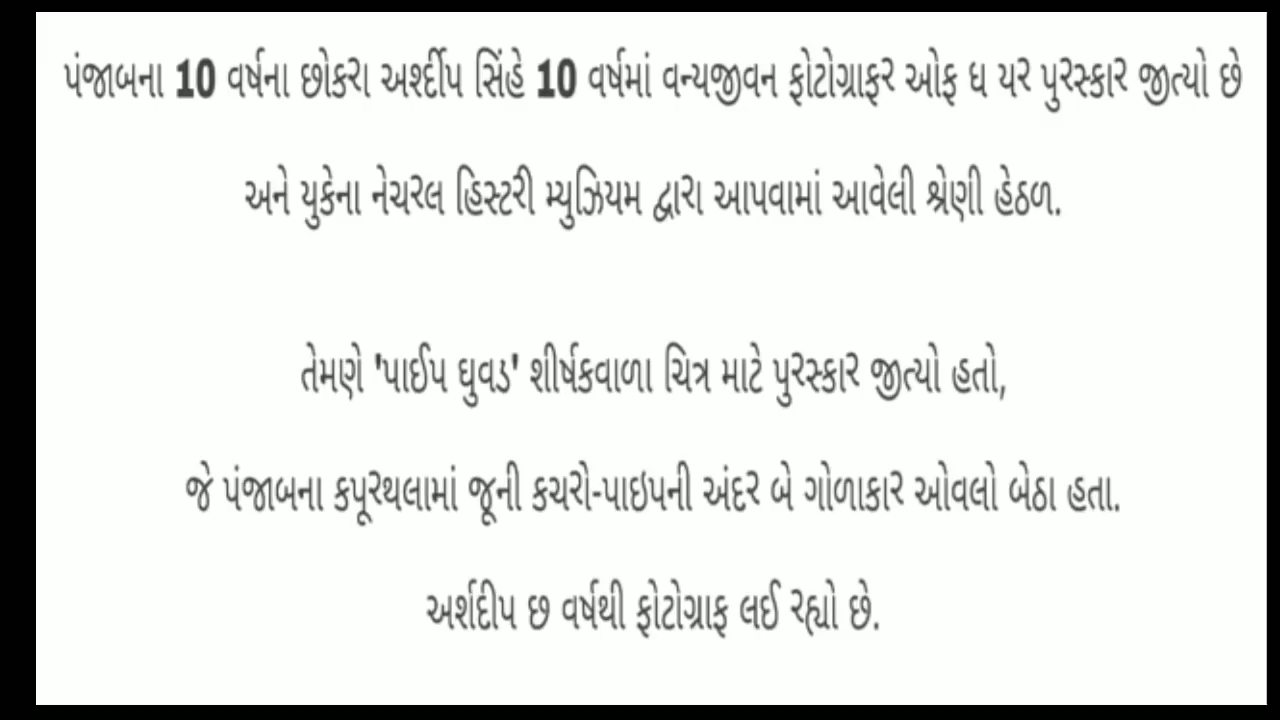 પંજાબના 10 વર્ષના છોકરા અર્શ્દીપ સિંહે 10 વર્ષમાં વન્યજીવન ફોટોગ્રાફર ઓફ ધ યર પુરસ્કાર જીત્યો છે
અને યુકેના નેચરલ હિસ્ટરી મ્યુઝિયમ દ્વારા આપવામાં આવેલી શ્રેણી હેઠળ.
તેમણે 'પાઈપ ઘુવડ' શીર્ષકવાળા ચિત્ર માટે પુરસ્કાર જીત્યો હતો,
જે પંજાબના કપૂરથલામાં જૂની કચરો-પાઇપની અંદર બે ગોળાકાર ઓવલો બેઠા હતા.
અર્શદીપ છ વર્ષથી ફોટોગ્રાફ લઈ રહ્યો છે.